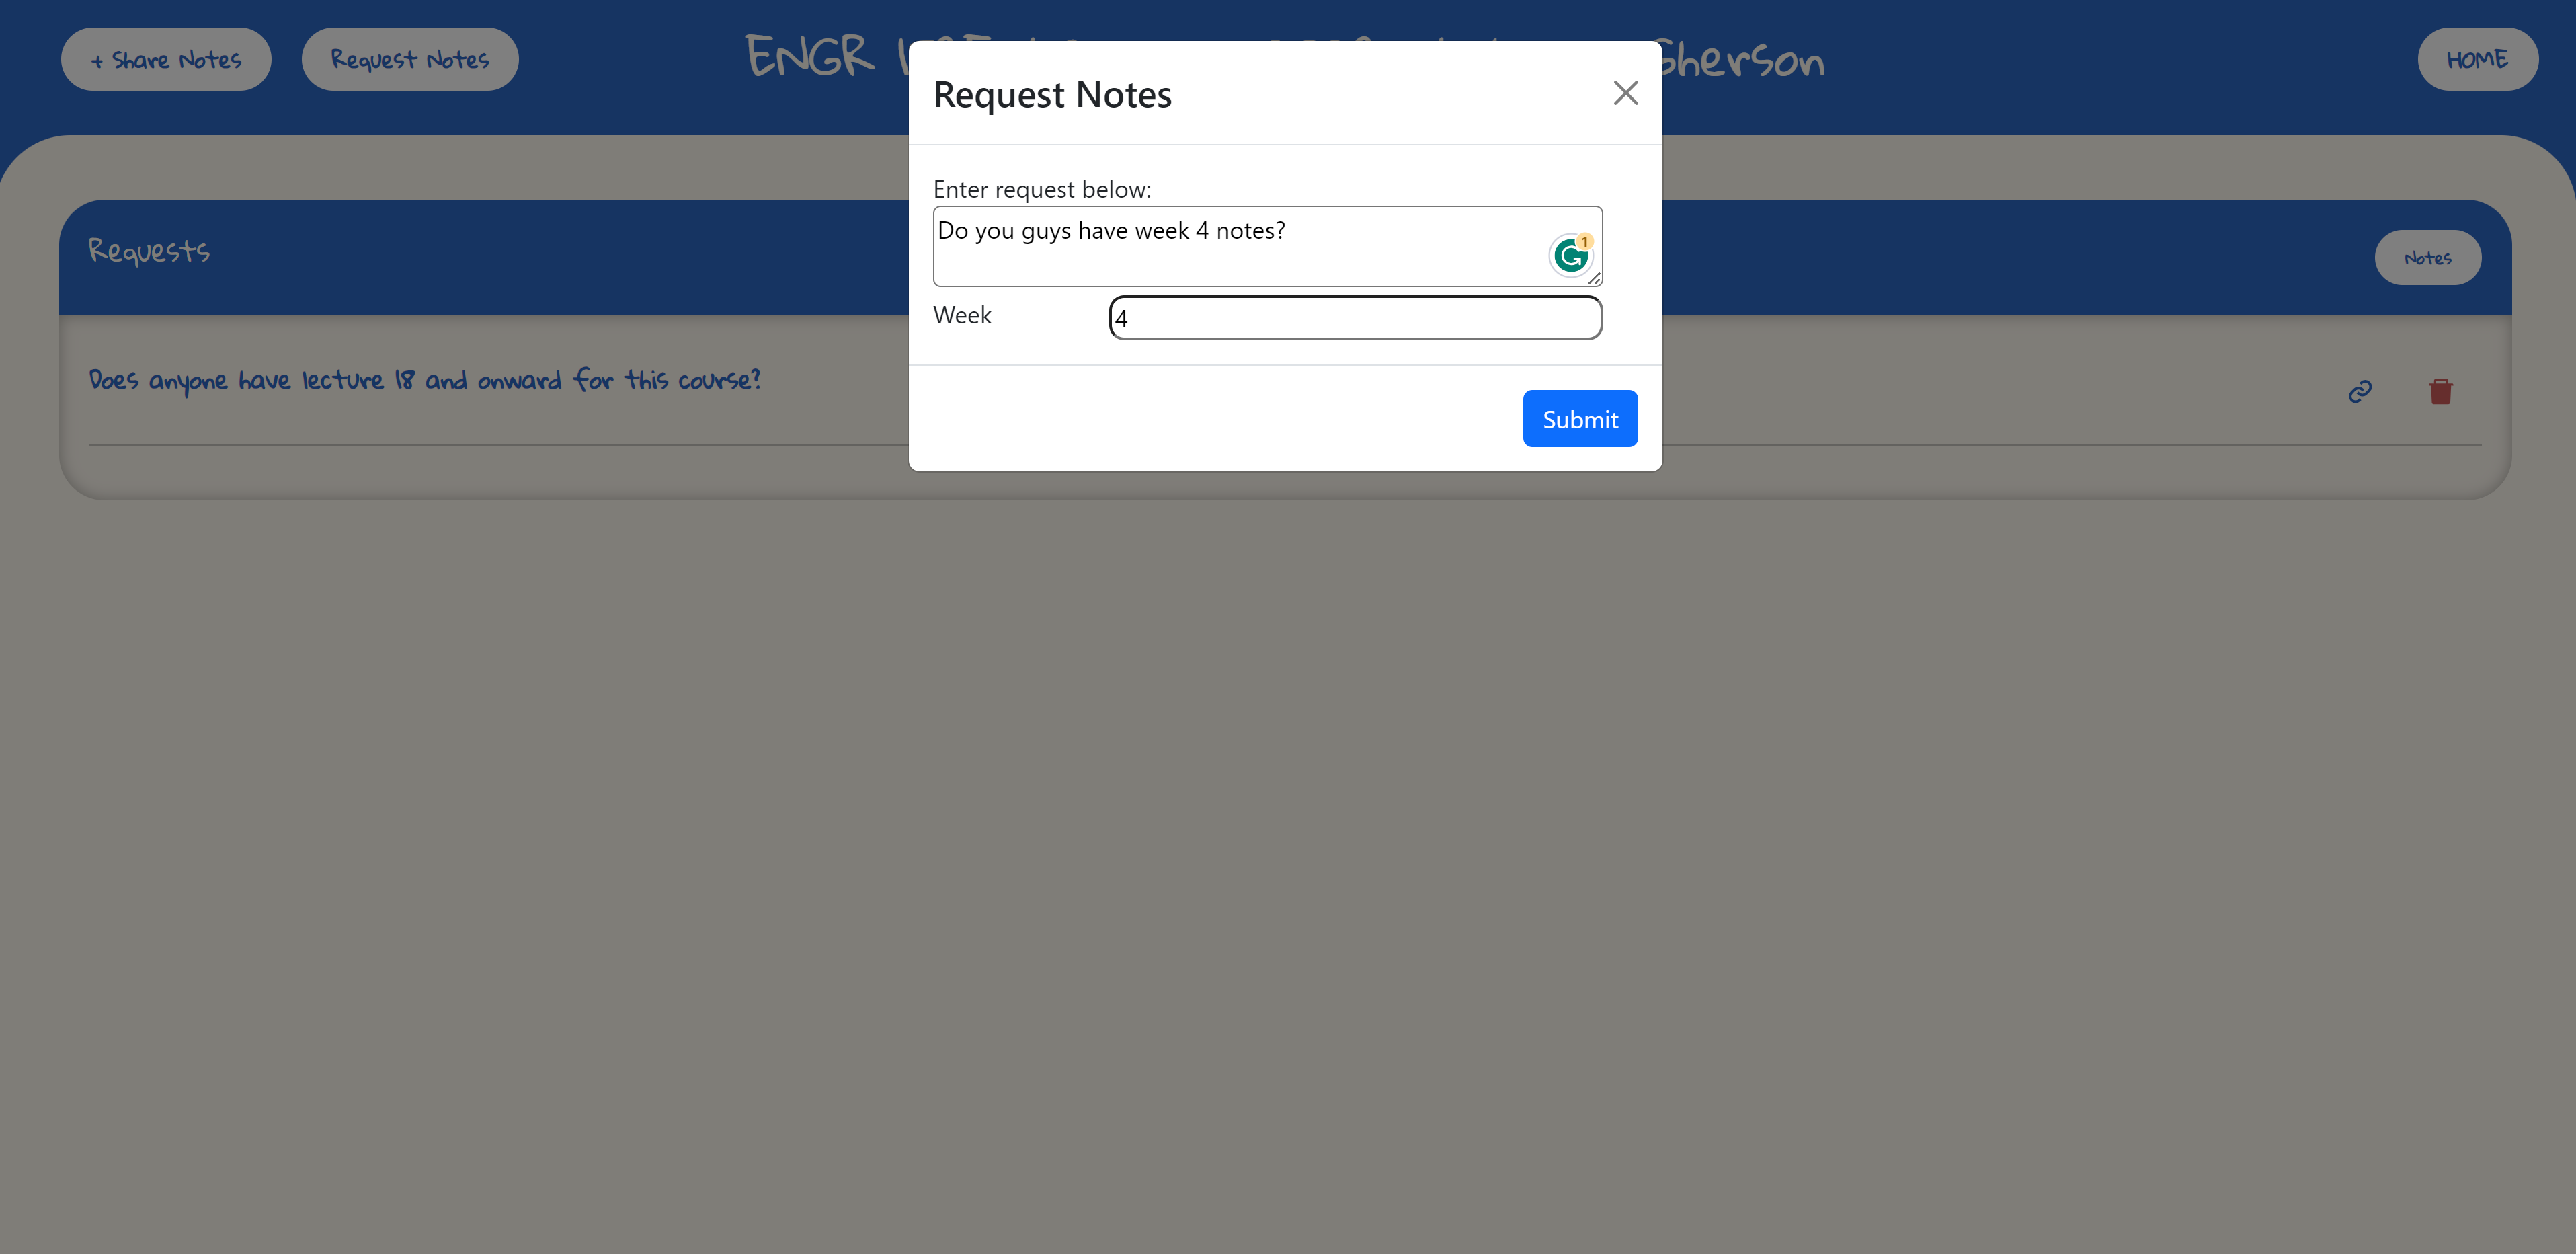 + Share Notes
Request Notes
ENGR
Sherson
HOME
Request Notes
Enter request below:
Do you guys have week 4 notes?
1
Week
4
Submit
Requests
Notes
Does anyone have lecture 18 and onward for this course?